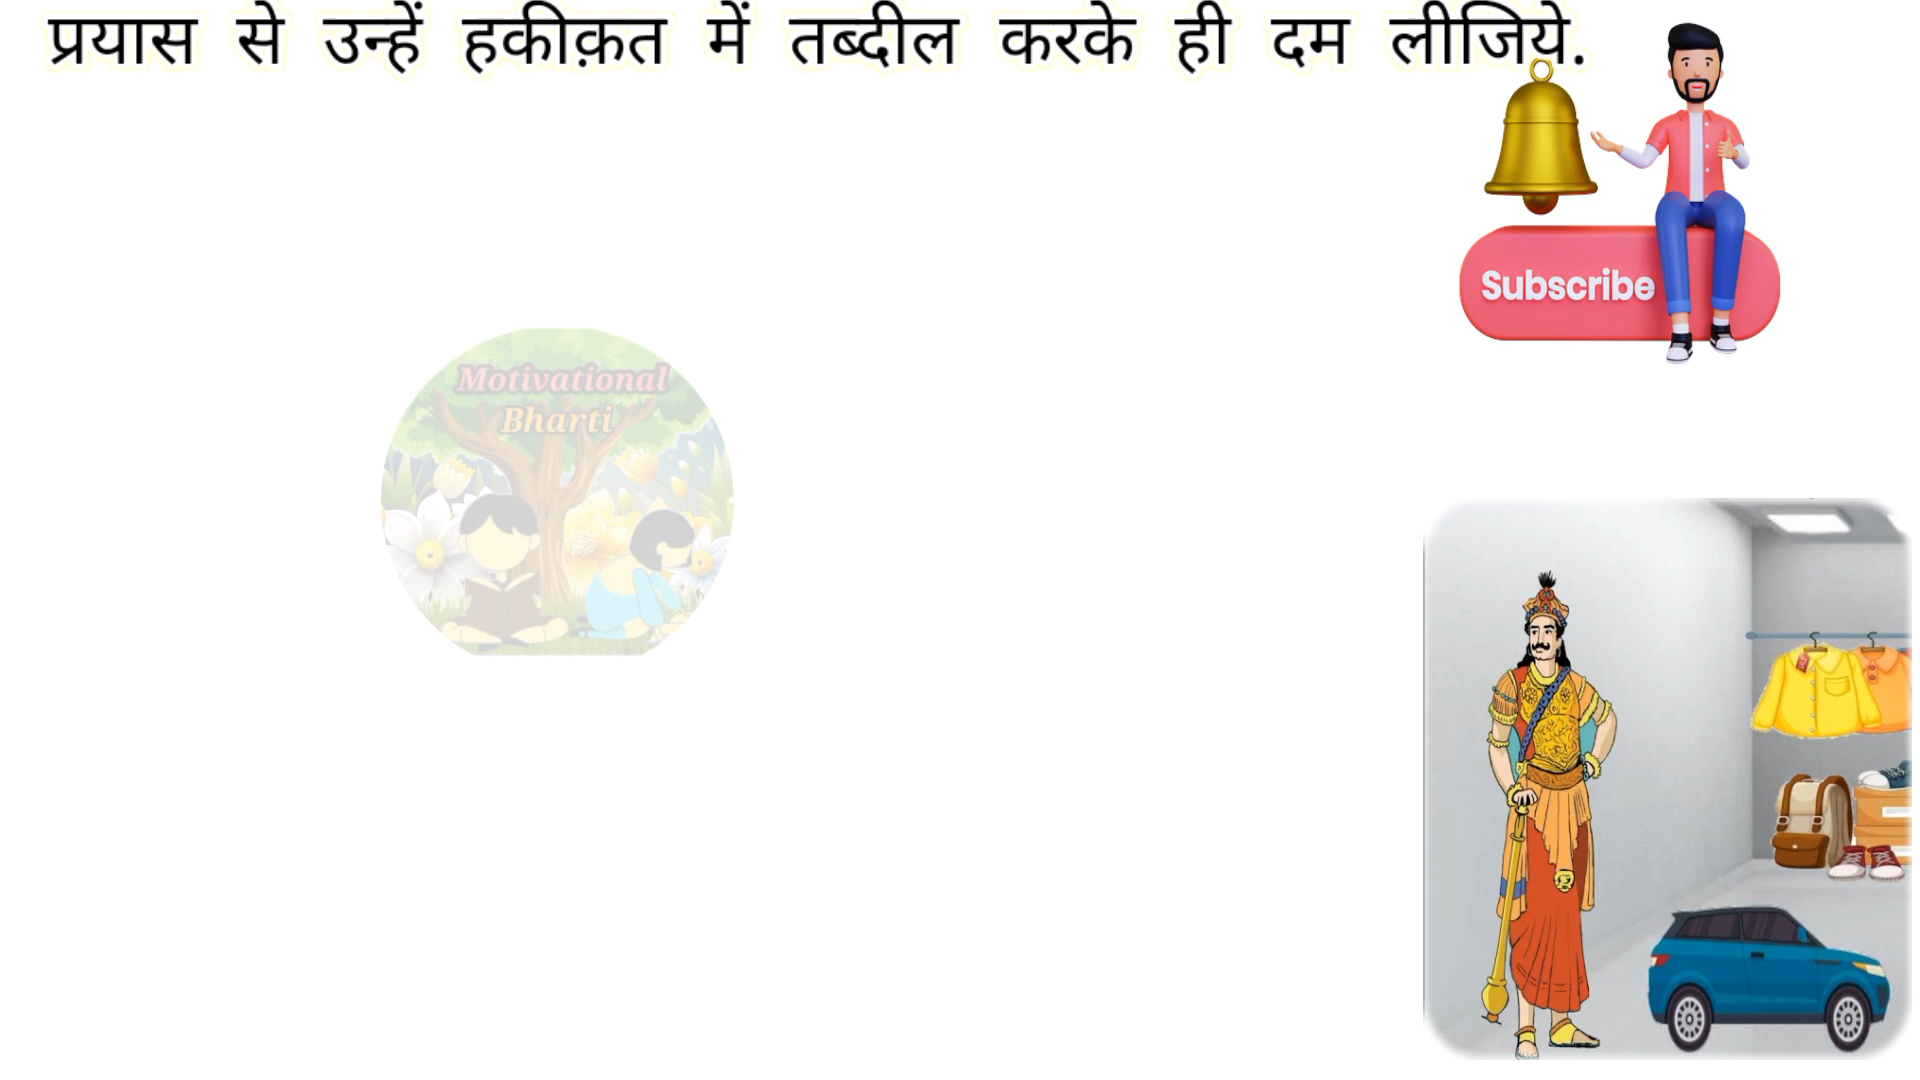 प्रयास से उन्हें हकीक़त में तब्दील करके ही दम लीजिये.
Subscribe
Motivational
Bharti